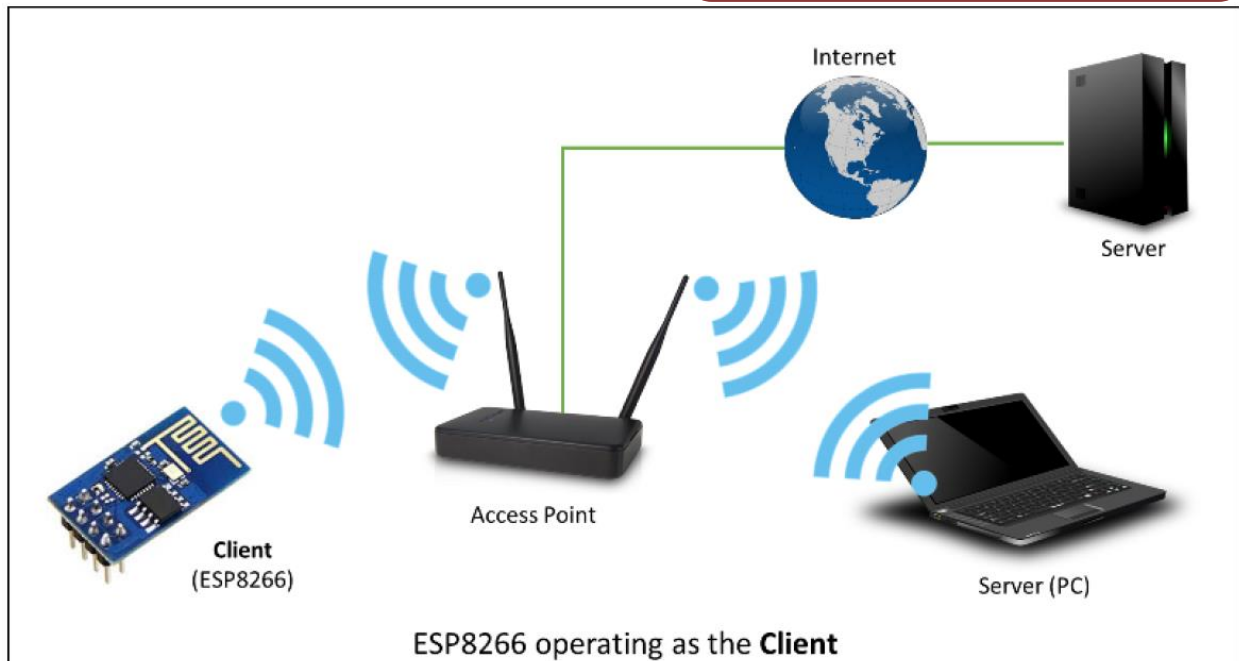 Internet
Server
Access Point
Client
(ESP8266)
Server (PC)
ESP8266 operating as the Client